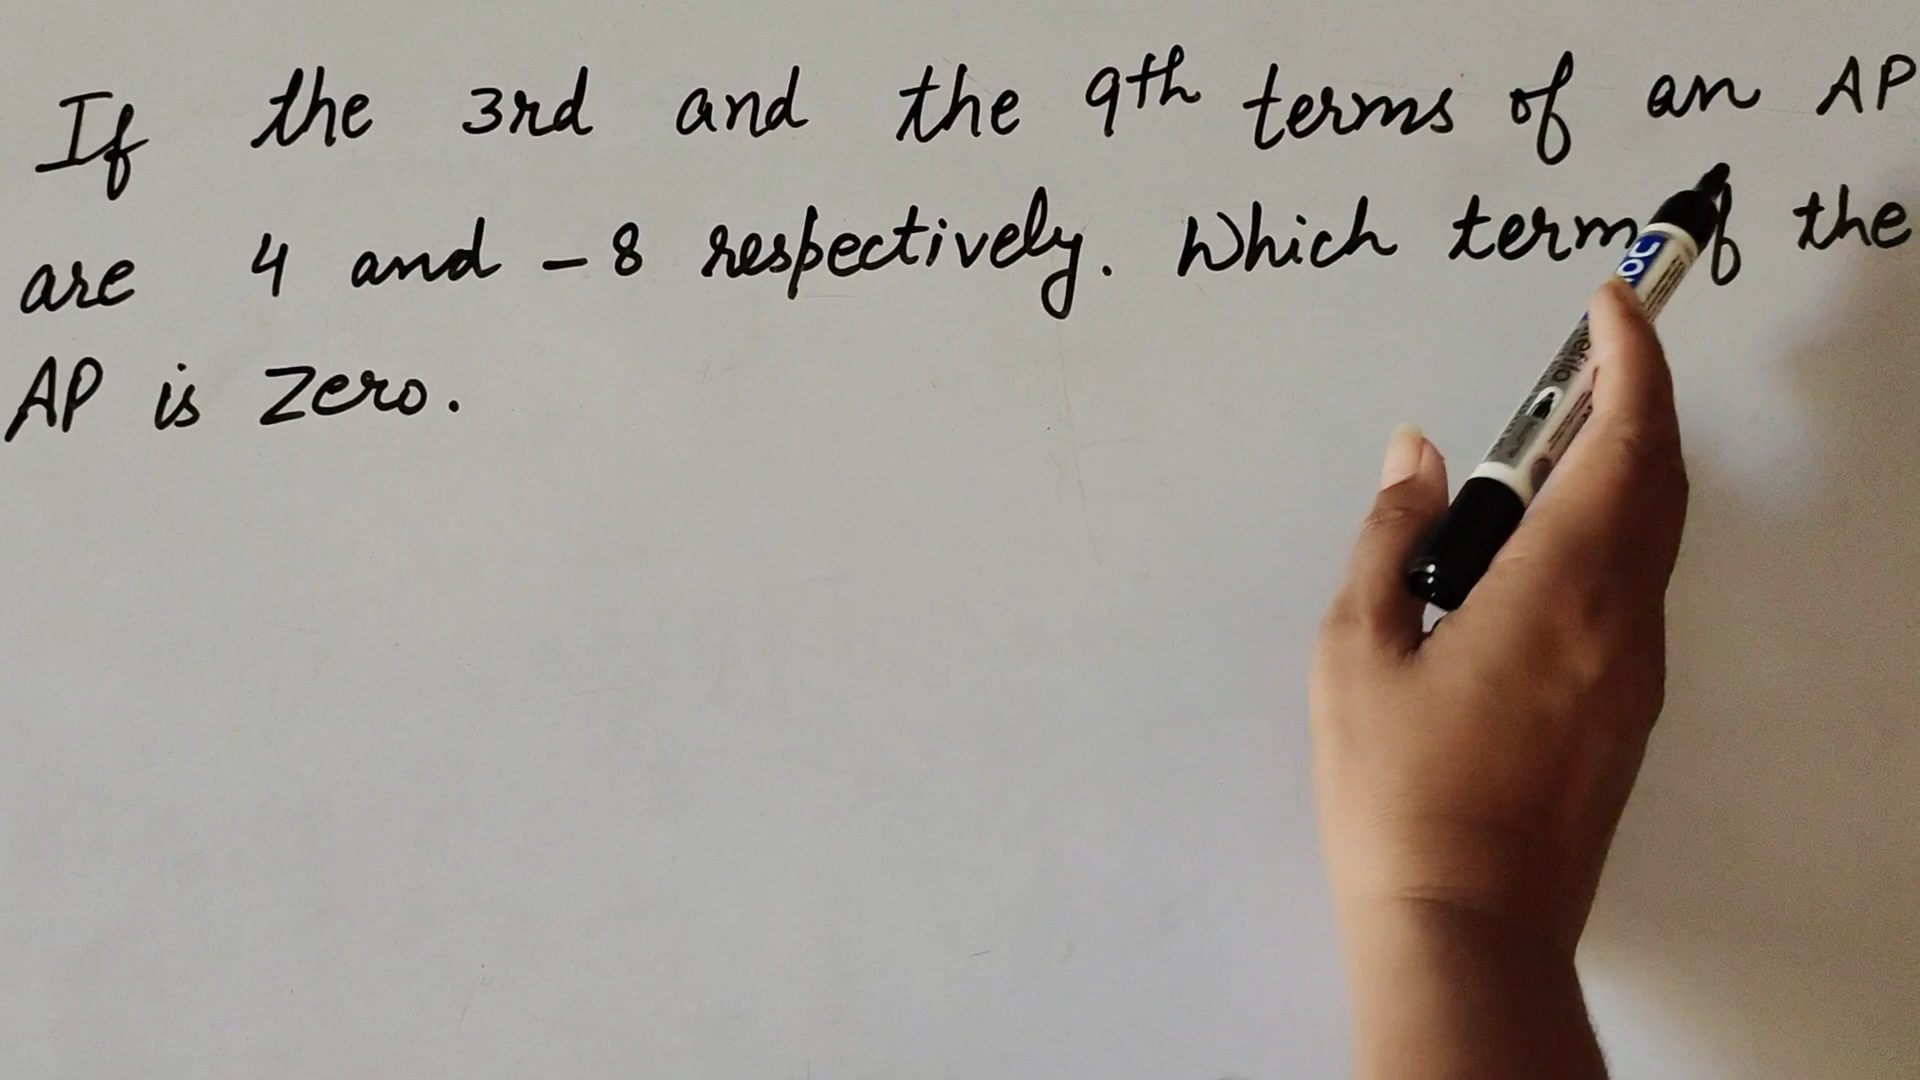 If the 3rd and the 9th terms of an AP
are 4 and -8 respectively. Which term of the
AP is zero.